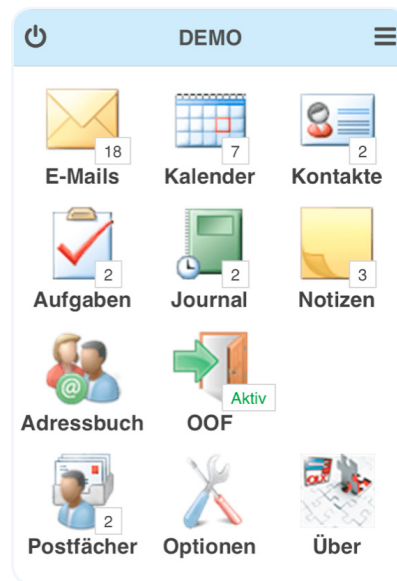 DEMO
18 7 2
E-Mails Kalender Kontakte
2 2 3
Aufgaben Journal Notizen
@ Aktiv
Adressbuch OOF
2
Postfächer Optionen Über